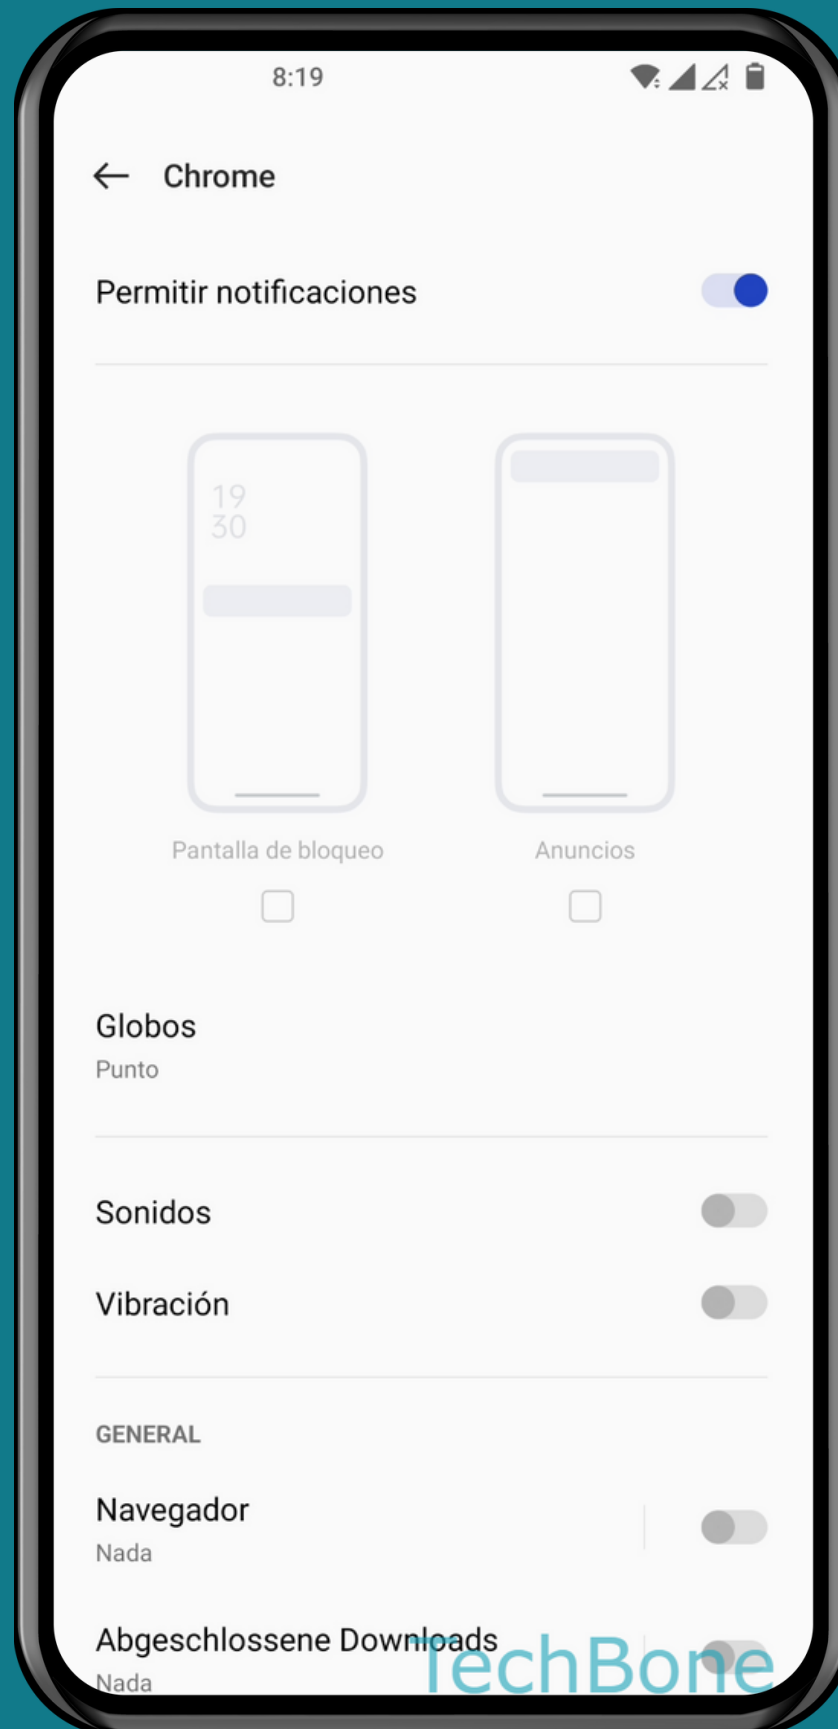 8:19
Chrome
Permitir notificaciones
19
30
Pantalla de bloqueo
Anuncios
Globos
Punto
Sonidos
Vibración
GENERAL
Navegador
Nada
Abgeschlossene Downloads
Nada
TechBone